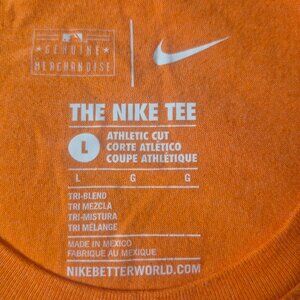 GENUINE
MERCHANDISE
THE NIKE TEE
L
ATHLETIC CUT
CORTE ATLÉTICO
COUPE ATHLÉTIQUE
L G G
TRI-BLEND
TRI MEZCLA
TRI-MISTURA
TRI MÉLANGE
MADE IN MEXICO
FABRIQUE AU MEXIQUE
NIKEBETTERWORLD.COM